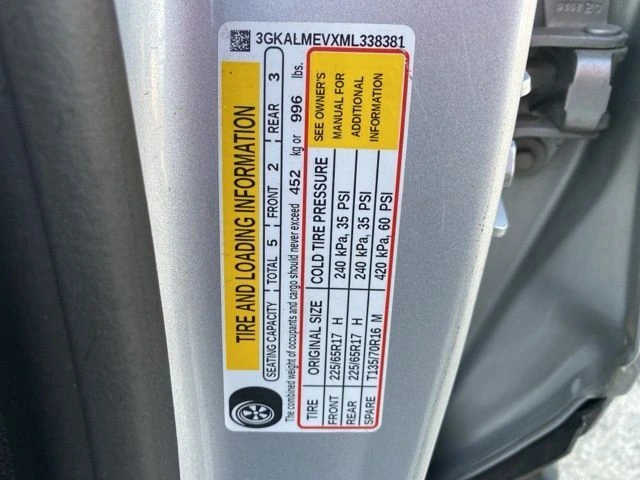 3GKALMEVXML338381
TIRE AND LOADING INFORMATION
SEATING CAPACITY TOTAL 5 FRONT 2 REAR 3
The combined weight of occupants and cargo should never exceed 452 kg or 996 lbs.
TIRE ORIGINAL SIZE COLD TIRE PRESSURE SEE OWNER'S
FRONT 225/65R17 H 240 kPa, 35 PSI MANUAL FOR
REAR 225/65R17 H 240 kPa, 35 PSI ADDITIONAL
SPARE T135/70R16 M 420 kPa, 60 PSI INFORMATION